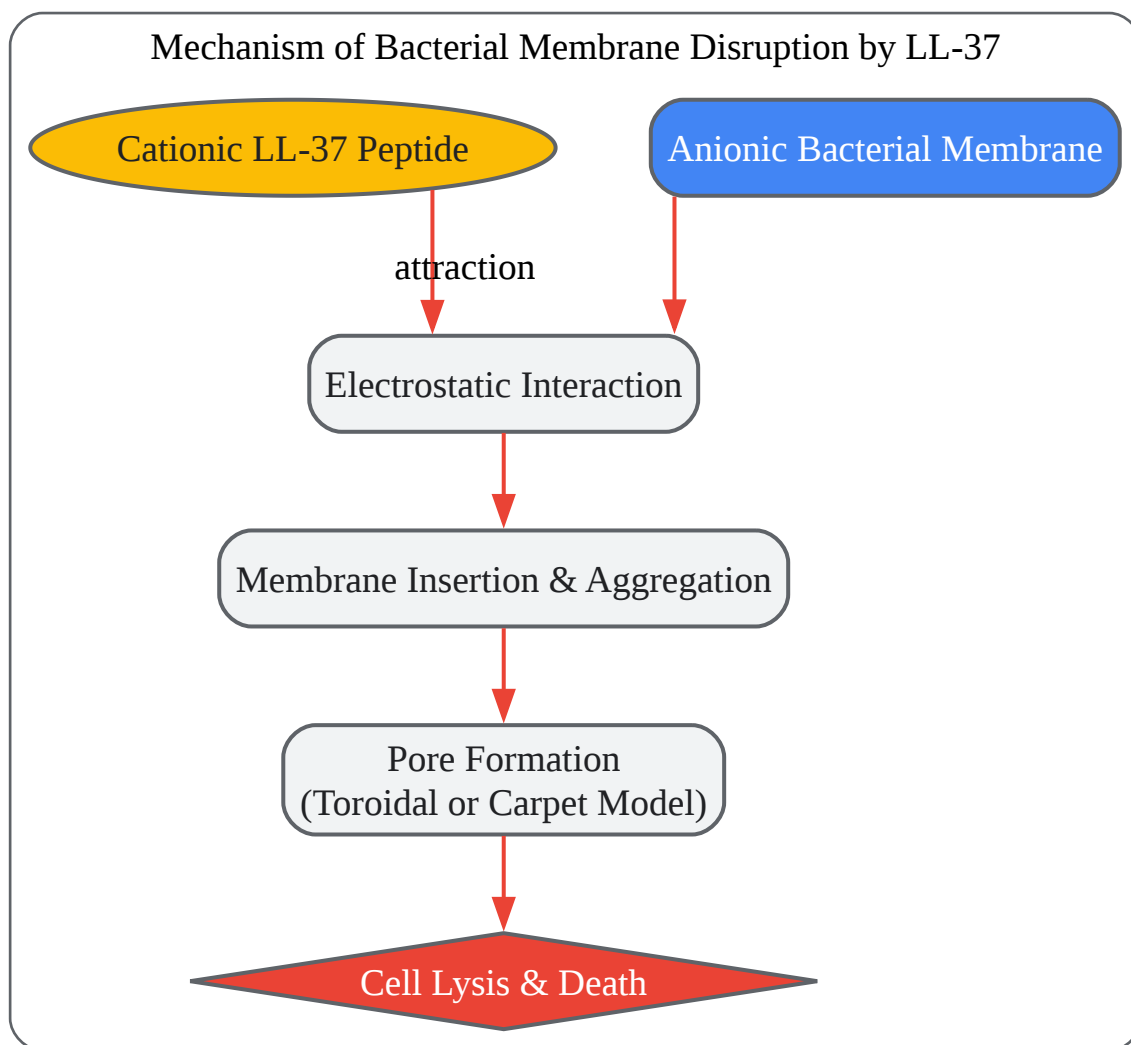 Mechanism of Bacterial Membrane Disruption by LL-37
Cationic LL-37 Peptide
Anionic Bacterial Membrane
attraction
Electrostatic Interaction
Membrane Insertion & Aggregation
Pore Formation
(Toroidal or Carpet Model)
Cell Lysis & Death